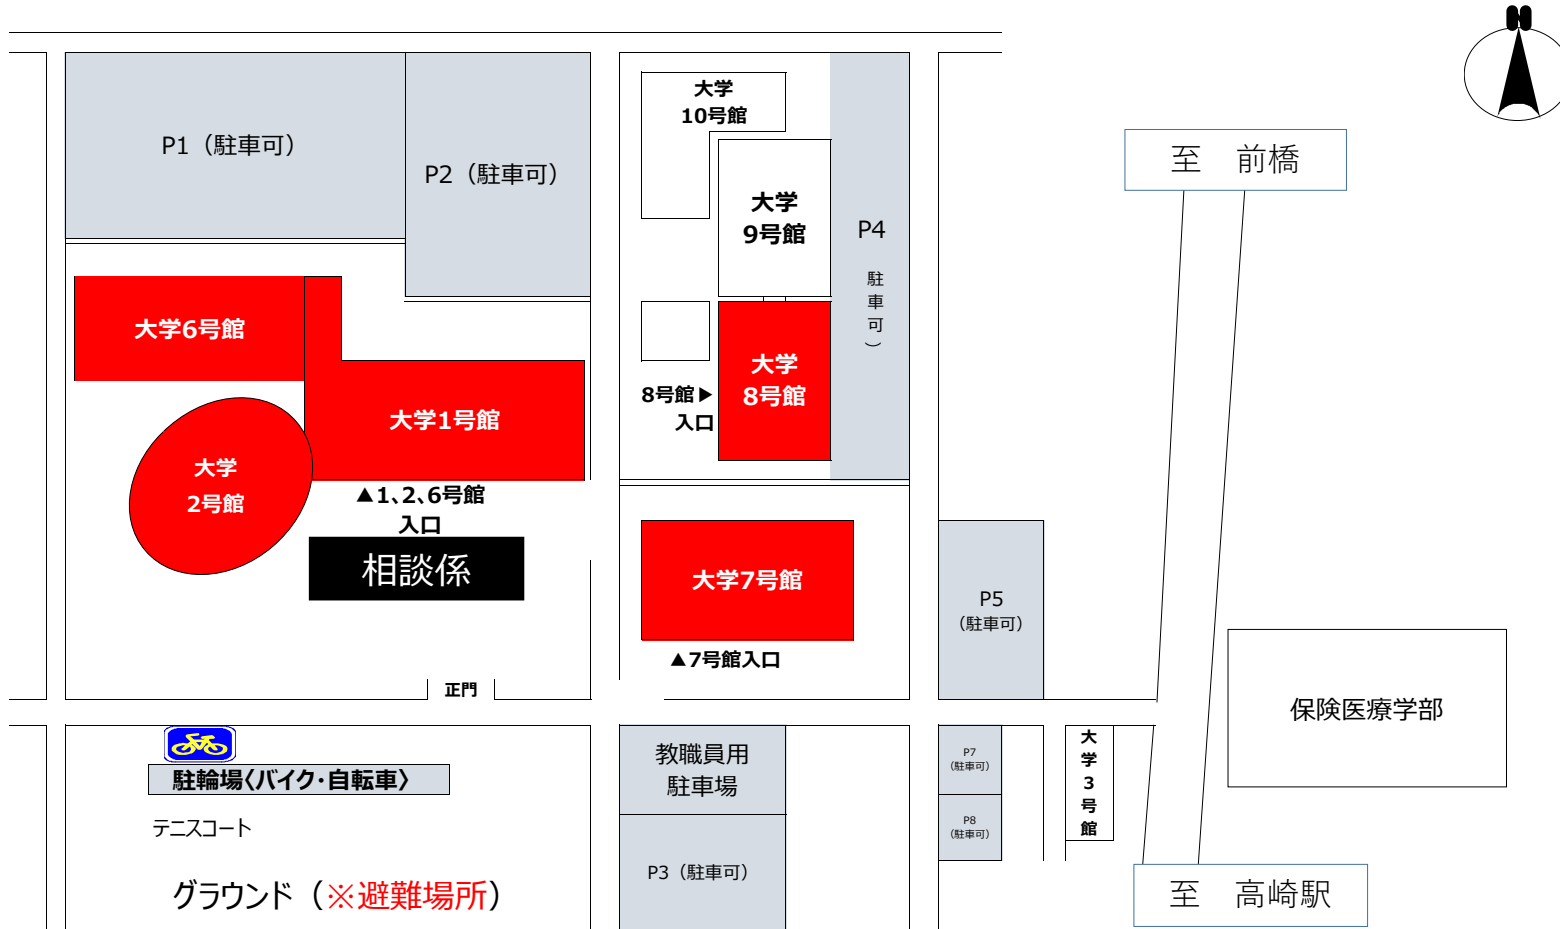 大学
10号館
P1（駐車可）
P2（駐車可）
至　前橋
大学
9号館
P4
駐車可）
大学6号館
大学
8号館
8号館▶
入口
大学1号館
大学
2号館
▲1、2、6号館
入口
相談係
大学7号館
P5
（駐車可）
▲7号館入口
正門
保険医療学部
教職員用
駐車場
P7
（駐車可）
大学3号館
駐輪場〈バイク・自転車〉
テニスコート
P8
（駐車可）
P3（駐車可）
グラウンド（※避難場所）
至　高崎駅